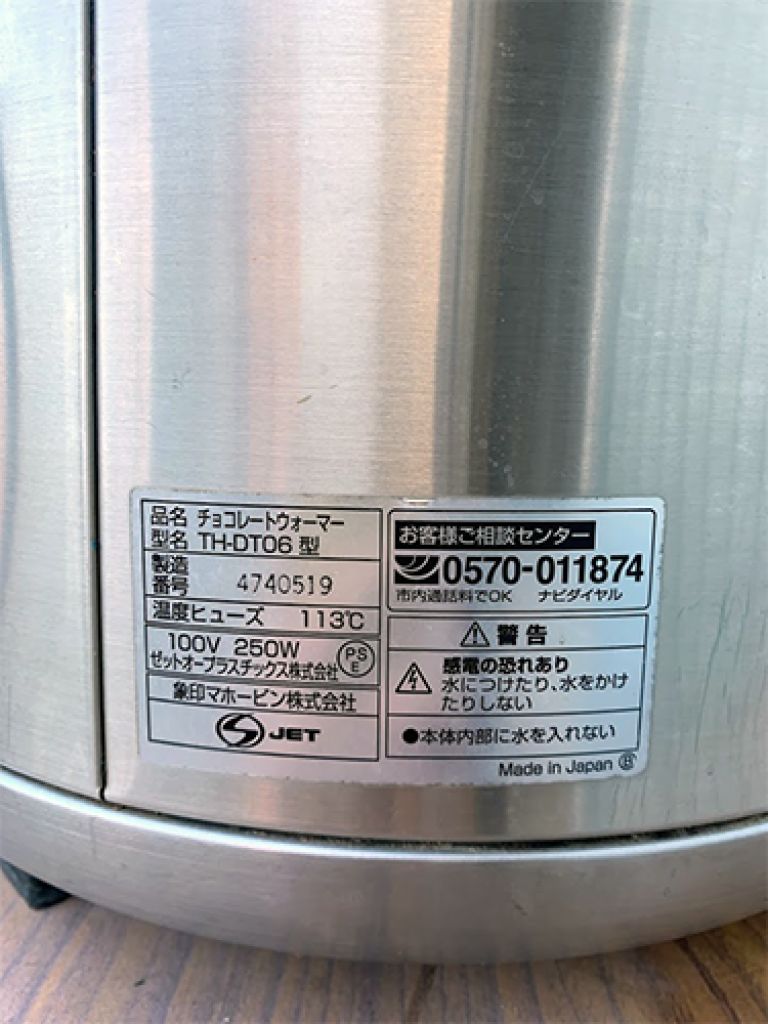 品名 チョコレートウォーマー
型名 TH-DT06 型
製造
番号 4740519
温度ヒューズ 113℃
100V 250W
ゼットオープラスチックス株式会社
PS
E
象印マホービン株式会社
JET
お客様ご相談センター
0570-011874
市内通話料でOK ナビダイヤル
⚠警告
感電の恐れあり
水につけたり、水をかけ
たりしない
●本体内部に水を入れない
Made in Japan Ⓑ